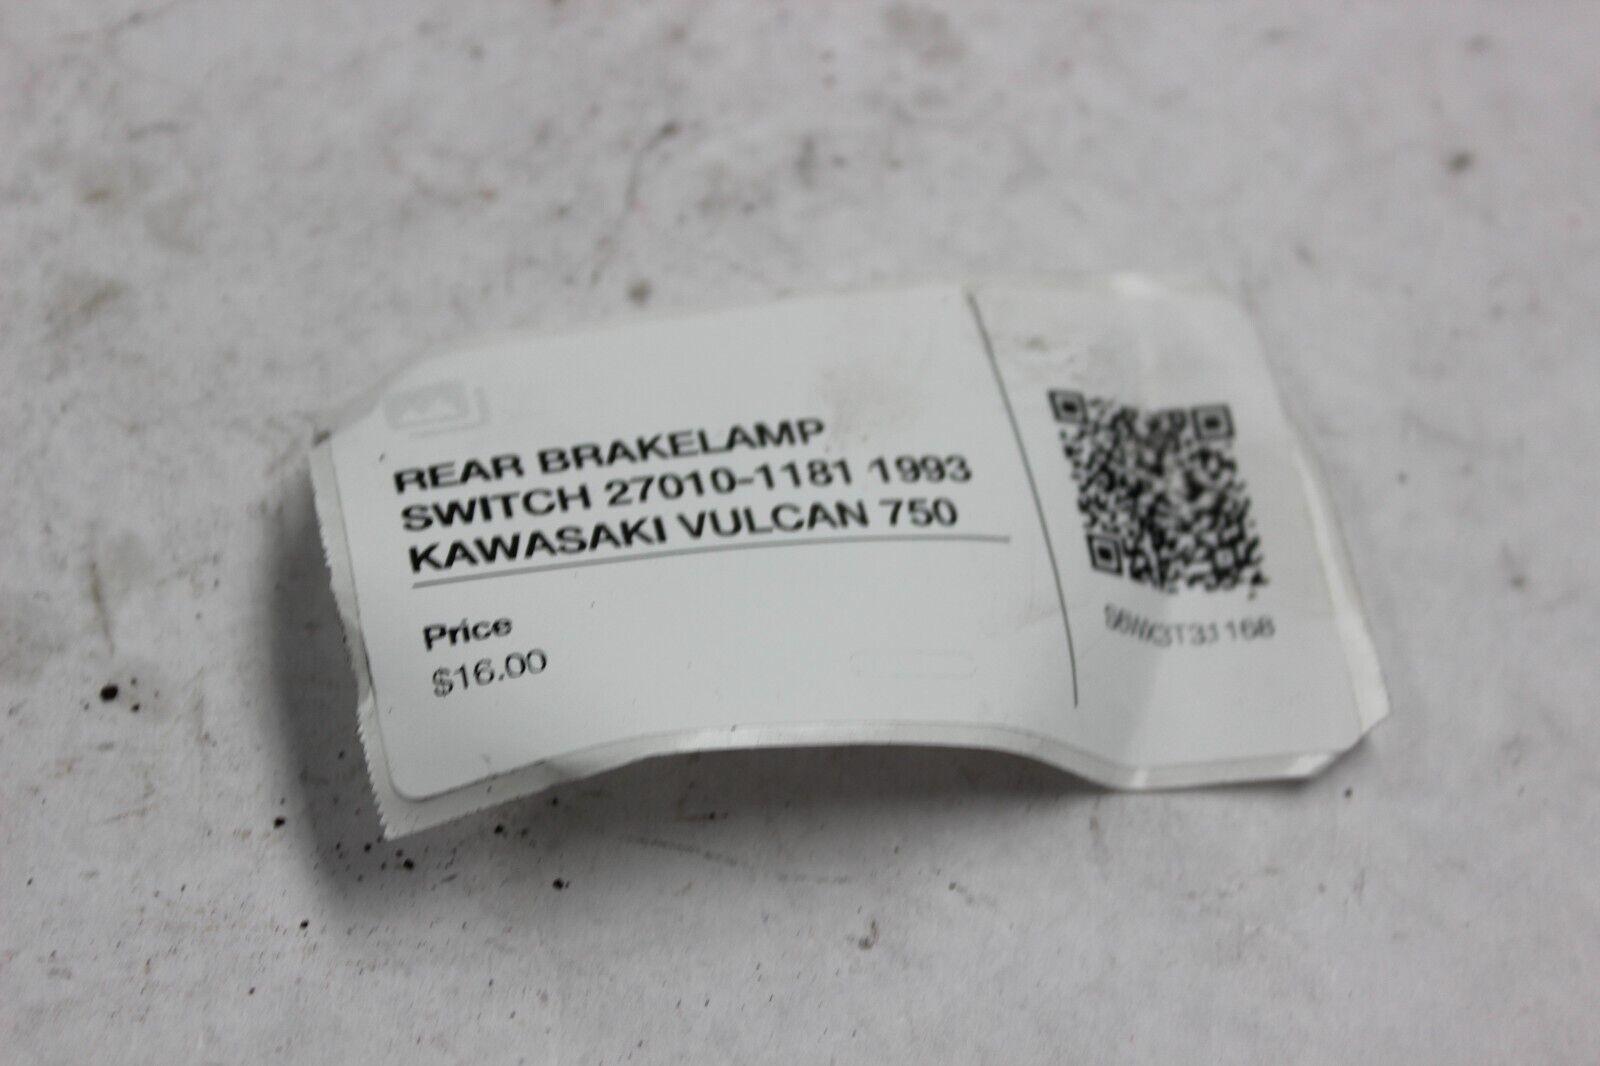 REAR BRAKELAMP
SWITCH 27010-1181 1993
KAWASAKI VULCAN 750
Price
$16.00